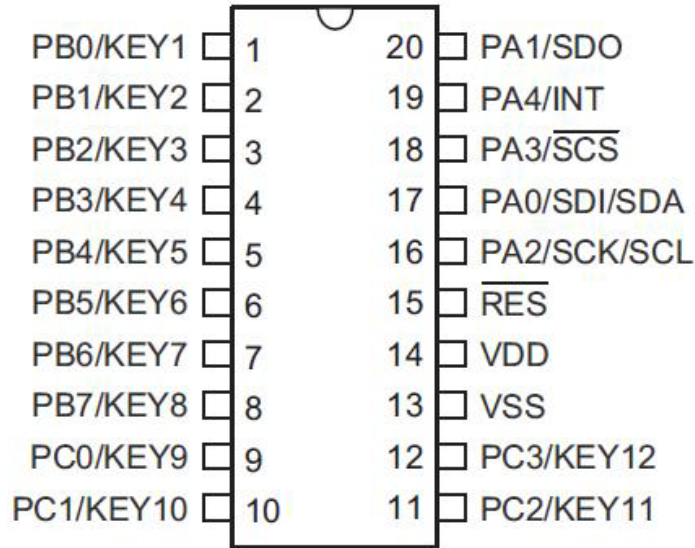 PB0/KEY1 1 20 PA1/SDO
PB1/KEY2 2 19 PA4/INT
PB2/KEY3 3 18 PA3/S̅C̅S̅
PB3/KEY4 4 17 PA0/SDI/SDA
PB4/KEY5 5 16 PA2/SCK/SCL
PB5/KEY6 6 15 R̅E̅S̅
PB6/KEY7 7 14 VDD
PB7/KEY8 8 13 VSS
PC0/KEY9 9 12 PC3/KEY12
PC1/KEY10 10 11 PC2/KEY11